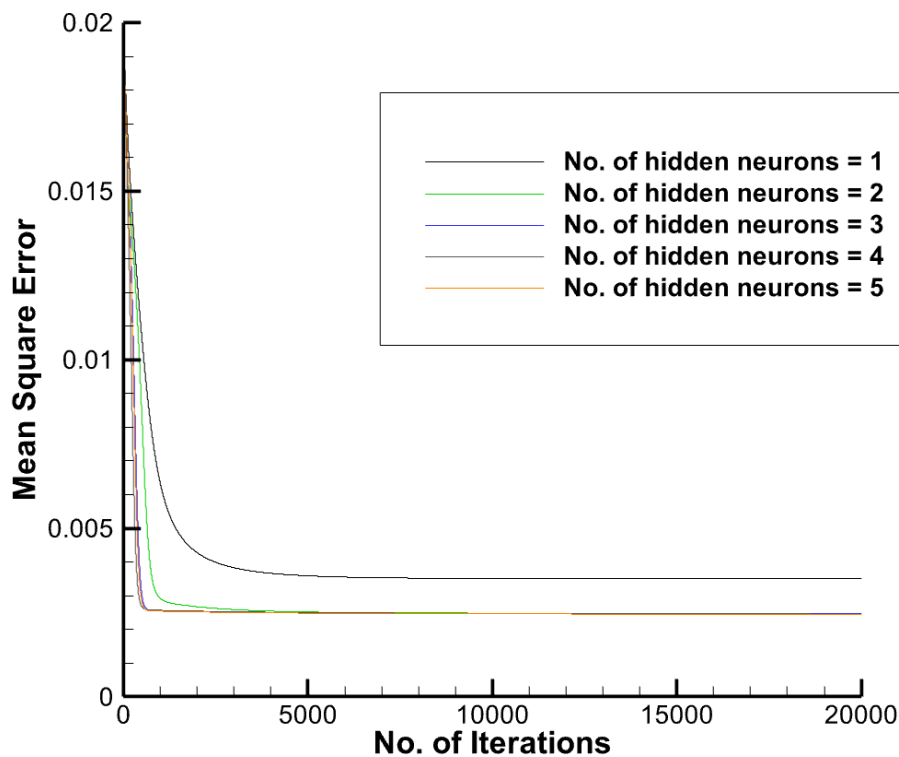 0.02
0.015
0.01
0.005
0
Mean Square Error
No. of hidden neurons = 1
No. of hidden neurons = 2
No. of hidden neurons = 3
No. of hidden neurons = 4
No. of hidden neurons = 5
0 5000 10000 15000 20000
No. of Iterations